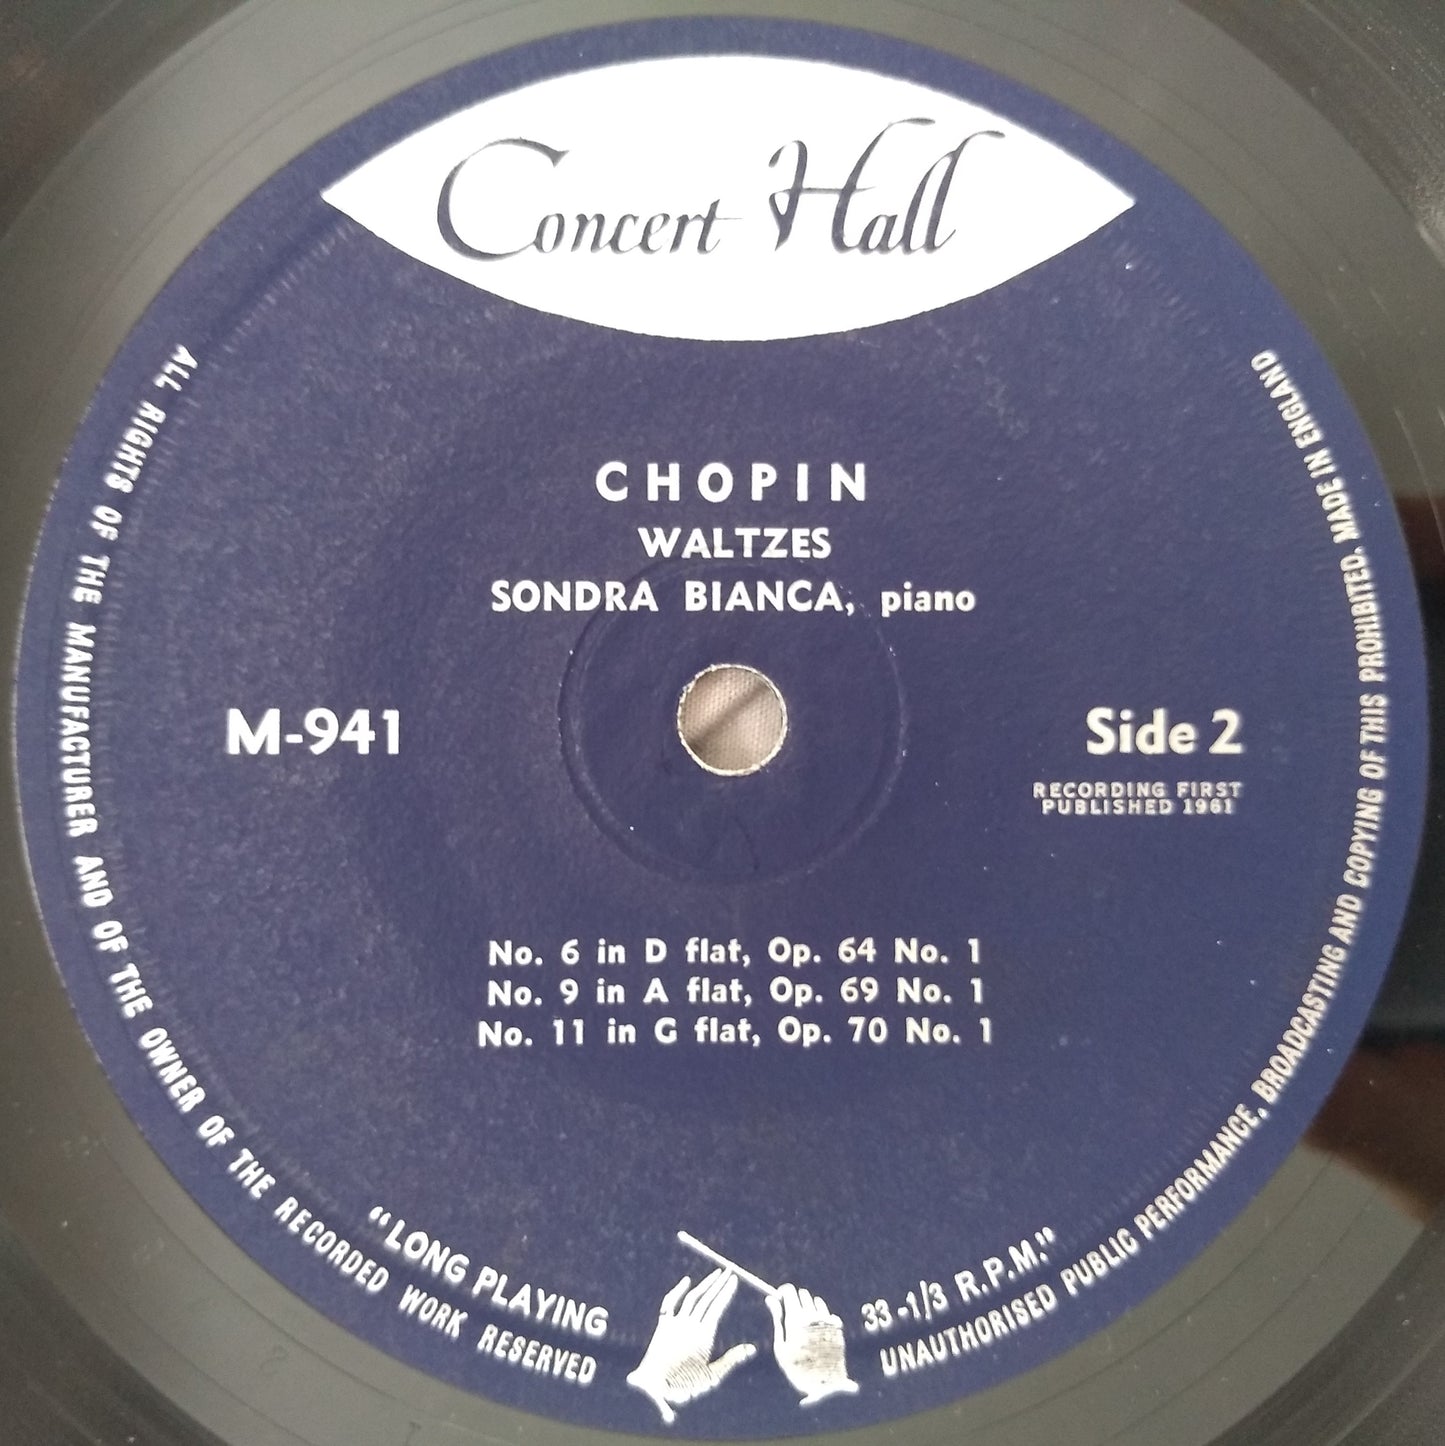 Concert Hall
CHOPIN
WALTZES
SONDRA BIANCA, piano
M-941
Side 2
RECORDING FIRST
PUBLISHED 1961
No. 6 in D flat, Op. 64 No. 1
No. 9 in A flat, Op. 69 No. 1
No. 11 in G flat, Op. 70 No. 1
"LONG PLAYING
33-1/3 R.P.M."
ALL RIGHTS OF THE MANUFACTURER AND OF THE OWNER OF THE RECORDED WORK RESERVED
UNAUTHORISED PUBLIC PERFORMANCE, BROADCASTING AND COPYING OF THIS PROHIBITED. MADE IN ENGLAND